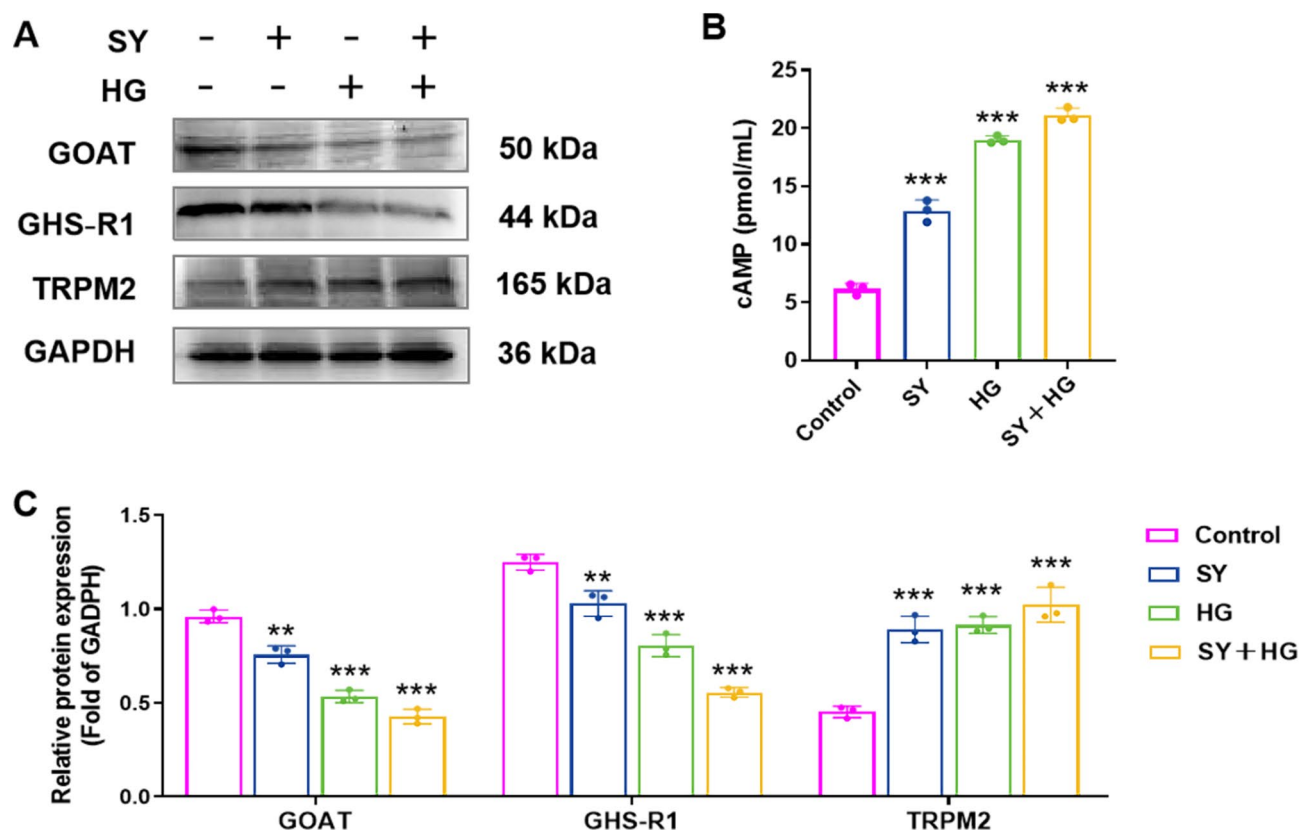 A
SY - + - +
HG - - + +
GOAT 50 kDa
GHS-R1 44 kDa
TRPM2 165 kDa
GAPDH 36 kDa
B
cAMP (pmol/mL)
25
20
15
10
5
0
***
***
***
Control
SY
HG
SY+HG
C
Relative protein expression
(Fold of GADPH)
1.5
1.0
0.5
0.0
** *** ***
** *** ***
*** *** ***
GOAT GHS-R1 TRPM2
Control
SY
HG
SY+HG